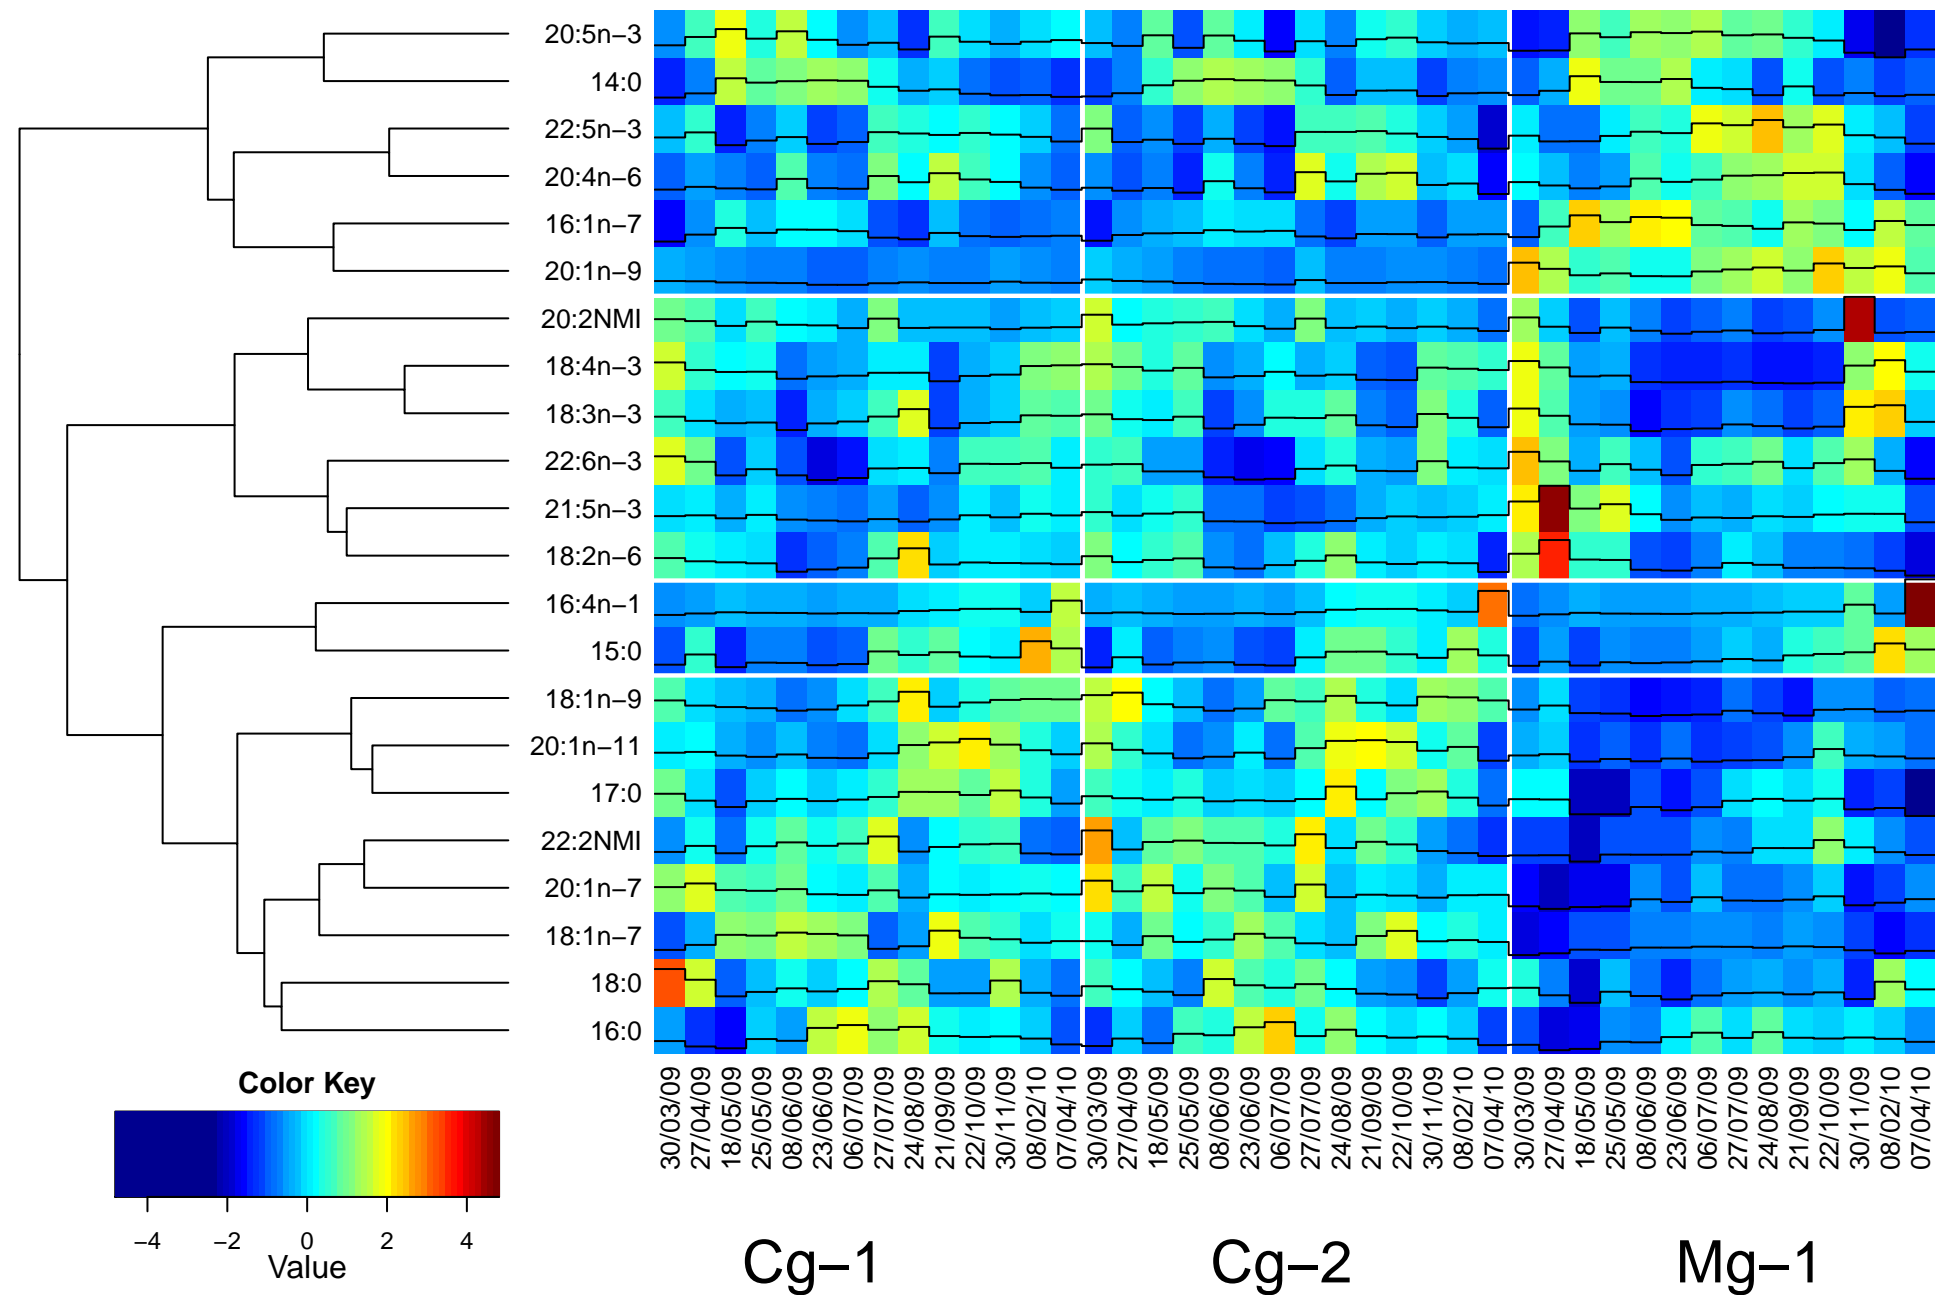 20:5n−3
14:0
22:5n−3
20:4n−6
16:1n−7
20:1n−9
20:2NMI
18:4n−3
18:3n−3
22:6n−3
21:5n−3
18:2n−6
16:4n−1
15:0
18:1n−9
20:1n−11
17:0
22:2NMI
20:1n−7
18:1n−7
18:0
16:0
Color Key
−4 −2 0 2 4
Value
30/03/09 27/04/09 18/05/09 25/05/09 08/06/09 23/06/09 06/07/09 27/07/09 24/08/09 21/09/09 22/10/09 30/11/09 08/02/10 07/04/10 30/03/09 27/04/09 18/05/09 25/05/09 08/06/09 23/06/09 06/07/09 27/07/09 24/08/09 21/09/09 22/10/09 30/11/09 08/02/10 07/04/10 30/03/09 27/04/09 18/05/09 25/05/09 08/06/09 23/06/09 06/07/09 27/07/09 24/08/09 21/09/09 22/10/09 30/11/09 08/02/10 07/04/10
Cg−1 Cg−2 Mg−1